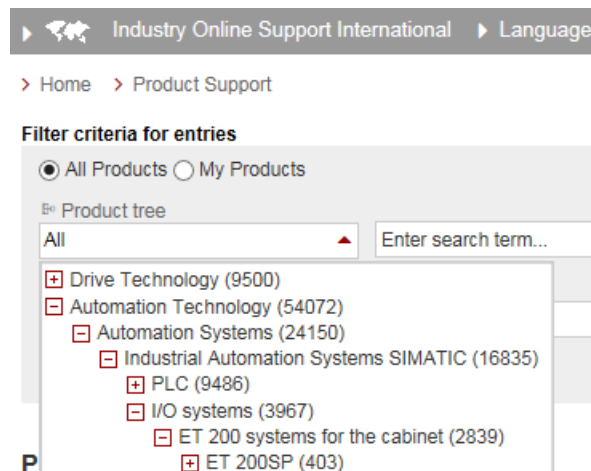 Industry Online Support International Language
Home Product Support
Filter criteria for entries
All Products My Products
Product tree
All Enter search term...
Drive Technology (9500)
Automation Technology (54072)
Automation Systems (24150)
Industrial Automation Systems SIMATIC (16835)
PLC (9486)
I/O systems (3967)
ET 200 systems for the cabinet (2839)
P ET 200SP (403)